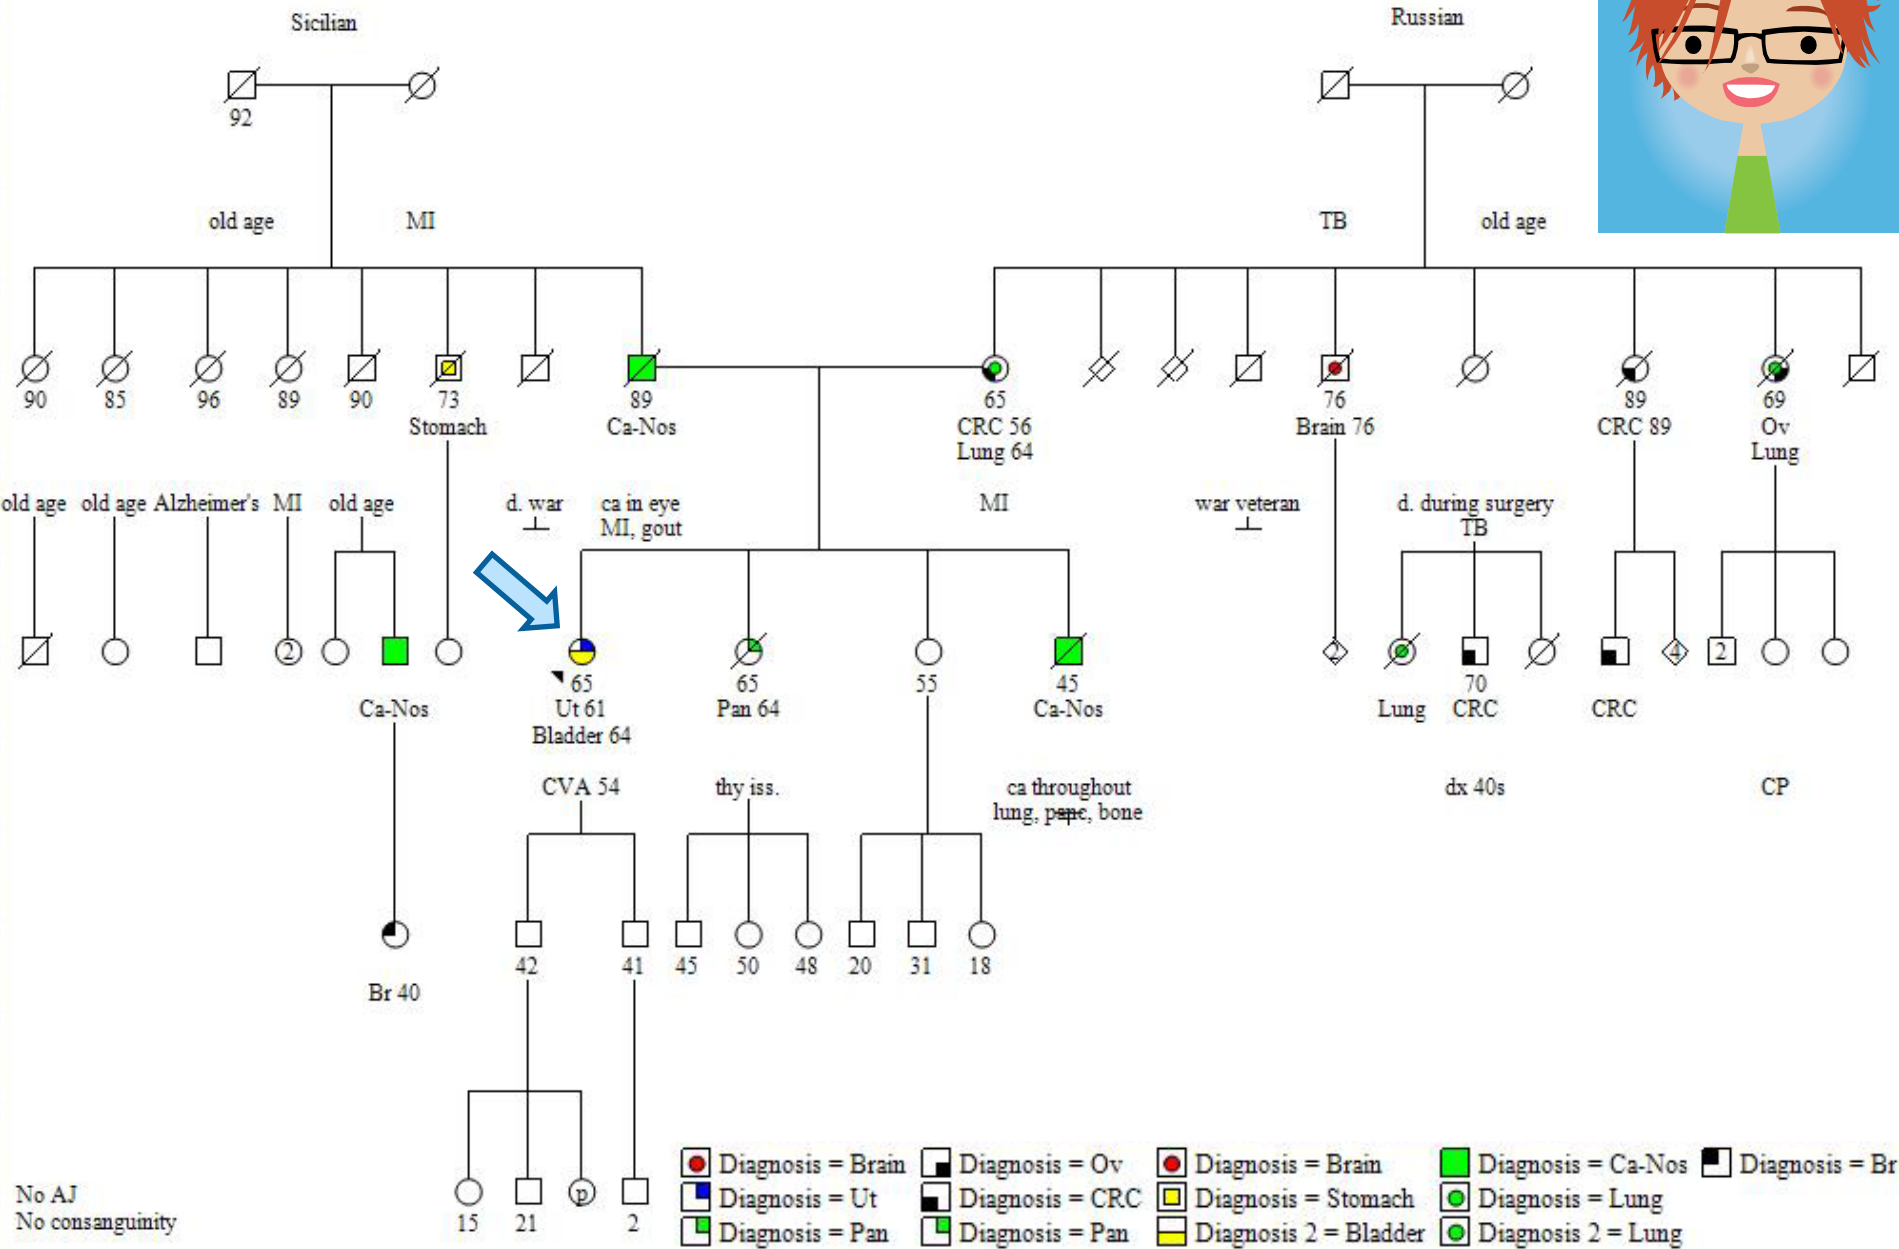 Sicilian
Russian
92
old age MI
TB old age
90 85 96 89 90 73 89 65 76 89 69
Stomach Ca-Nos CRC 56 Brain 76 CRC 89 Ov
Lung 64 Lung
old age old age Alzheimer's MI old age d. war ca in eye MI war veteran d. during surgery
MI, gout TB
2 2 4 2
65 65 55 45 70
Ca-Nos Ut 61 Pan 64 Ca-Nos Lung CRC CRC
Bladder 64
CVA 54 thy iss. ca throughout dx 40s CP
lung, panc, bone
42 41 45 50 48 20 31 18
Br 40
Diagnosis = Brain Diagnosis = Ov Diagnosis = Brain Diagnosis = Ca-Nos Diagnosis = Br
No AJ p Diagnosis = Ut Diagnosis = CRC Diagnosis = Stomach Diagnosis = Lung
No consanguinity 15 21 2 Diagnosis = Pan Diagnosis = Pan Diagnosis 2 = Bladder Diagnosis 2 = Lung